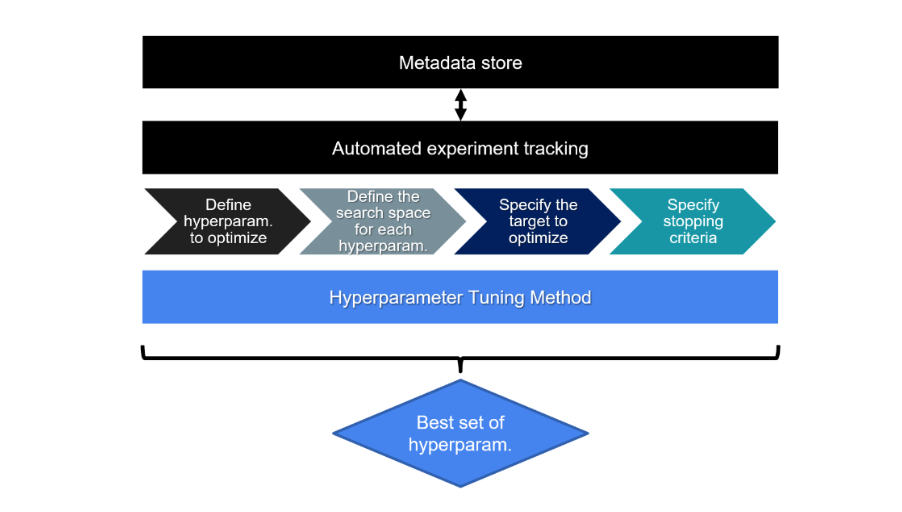 Metadata store
Automated experiment tracking
Define
hyperparam.
to optimize
Define the
search space
for each
hyperparam.
Specify the
target to
optimize
Specify
stopping
criteria
Hyperparameter Tuning Method
Best set of
hyperparam.